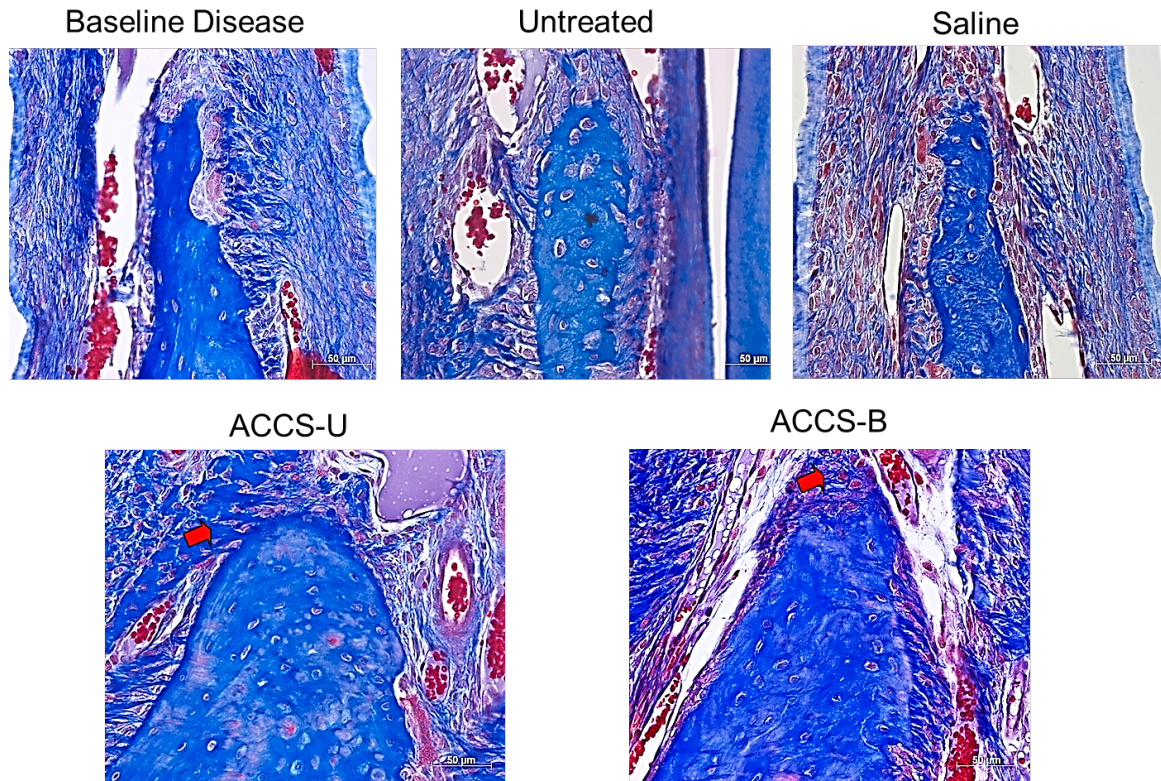 Baseline Disease
Untreated
Saline
50 µm
50 µm
50 µm
ACCS-U
ACCS-B
50 µm
50 µm